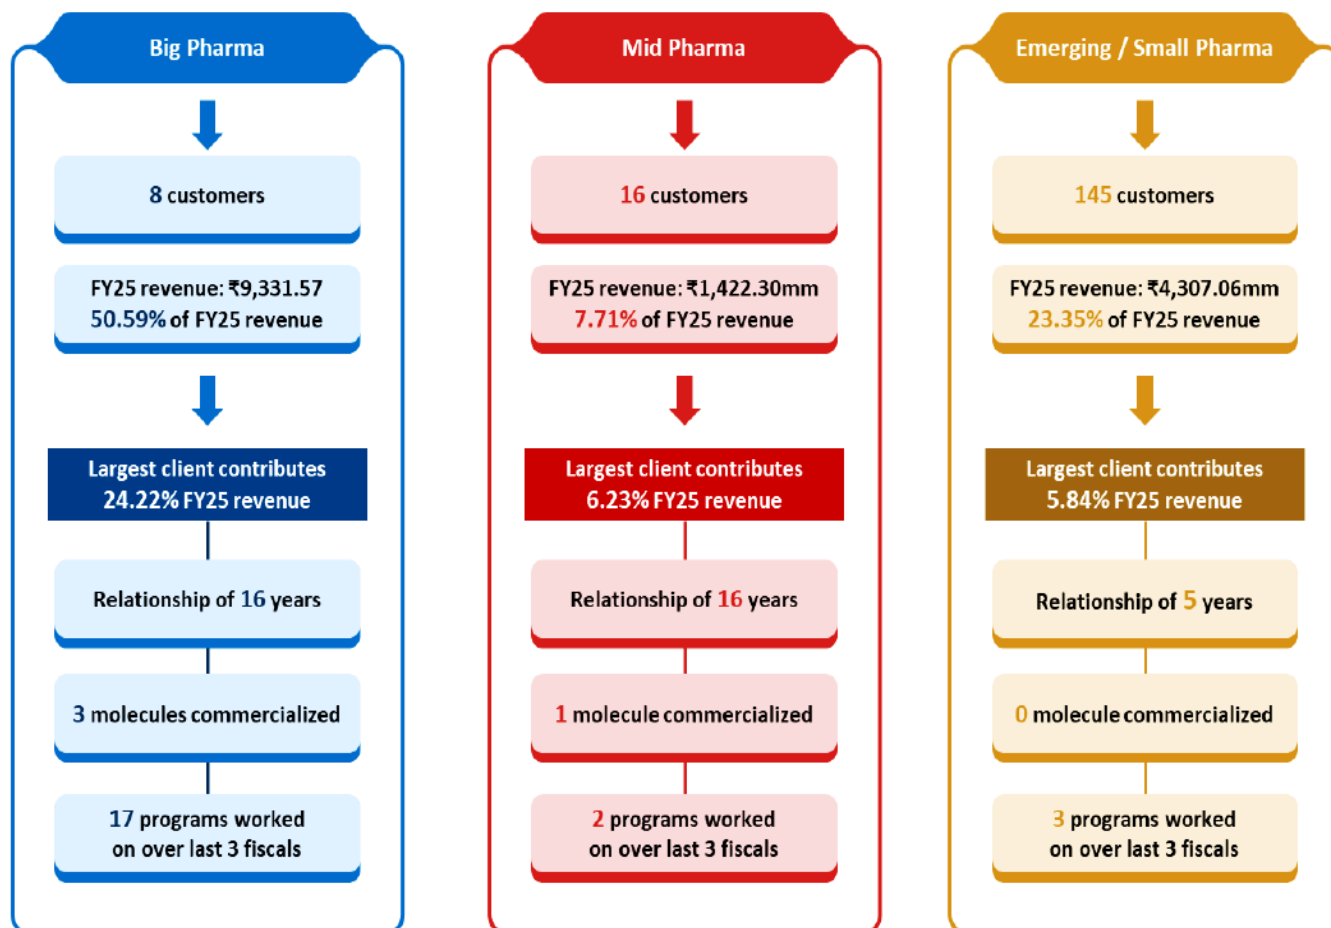 Big Pharma
8 customers
FY25 revenue: ₹9,331.57
50.59% of FY25 revenue
Largest client contributes
24.22% FY25 revenue
Relationship of 16 years
3 molecules commercialized
17 programs worked
on over last 3 fiscals
Mid Pharma
16 customers
FY25 revenue: ₹1,422.30mm
7.71% of FY25 revenue
Largest client contributes
6.23% FY25 revenue
Relationship of 16 years
1 molecule commercialized
2 programs worked
on over last 3 fiscals
Emerging / Small Pharma
145 customers
FY25 revenue: ₹4,307.06mm
23.35% of FY25 revenue
Largest client contributes
5.84% FY25 revenue
Relationship of 5 years
0 molecule commercialized
3 programs worked
on over last 3 fiscals